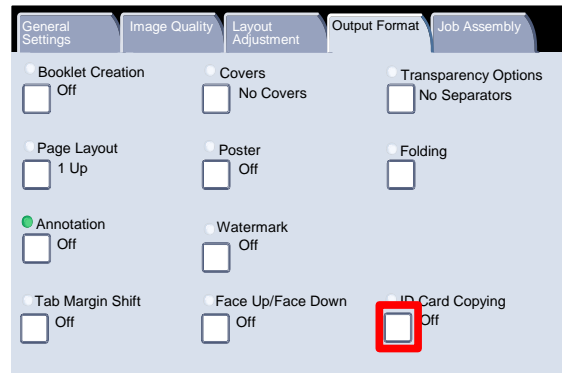 General Settings
Image Quality
Layout Adjustment
Output Format
Job Assembly
Booklet Creation
Off
Covers
No Covers
Transparency Options
No Separators
Page Layout
1 Up
Poster
Off
Folding
Annotation
Off
Watermark
Off
Tab Margin Shift
Off
Face Up/Face Down
Off
ID Card Copying
Off